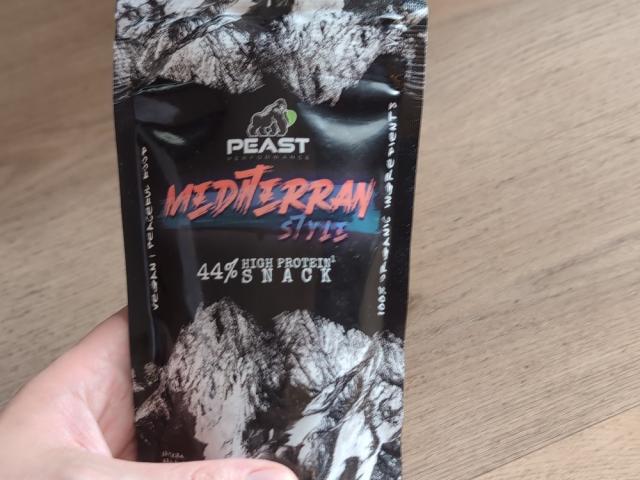 PEAST
PERFORMANCE
MEDITERRAN
STYLE
44% HIGH PROTEIN¹
SNACK
VEGAN | PEACEFUL FOOD
100% ORGANIC INGREDIENTS